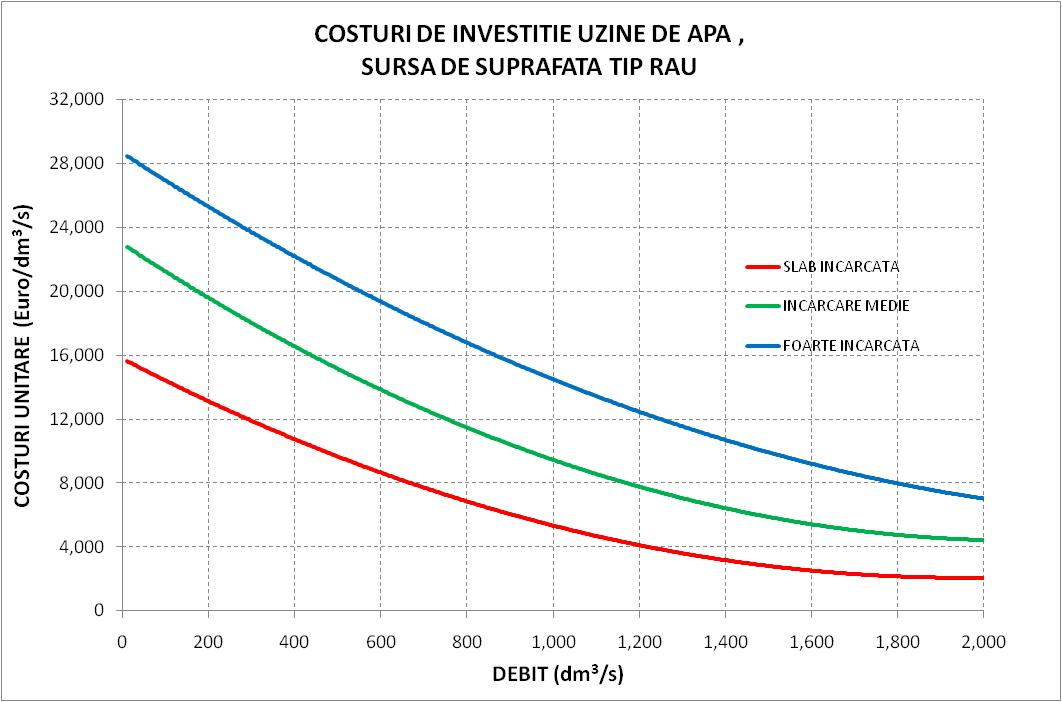 COSTURI DE INVESTITIE UZINE DE APA ,
SURSA DE SUPRAFATA TIP RAU
COSTURI UNITARE (Euro/dm³/s)
32,000
28,000
24,000
20,000
16,000
12,000
8,000
4,000
0
SLAB INCARCATA
INCARCARE MEDIE
FOARTE INCARCATA
0 200 400 600 800 1,000 1,200 1,400 1,600 1,800 2,000
DEBIT (dm³/s)